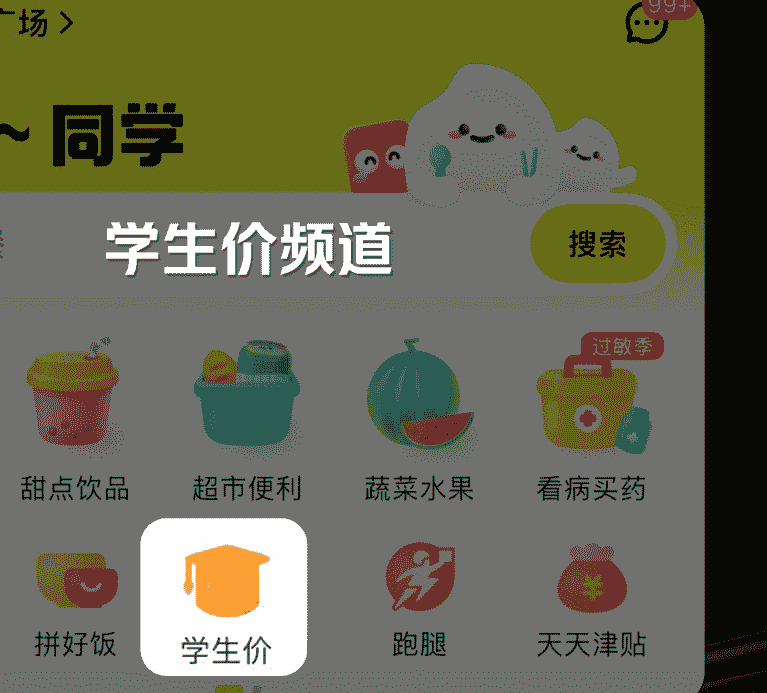 广场 >
99+
~ 同学
学生价频道
搜索
过敏季
甜点饮品
超市便利
蔬菜水果
看病买药
¥
拼好饭
学生价
跑腿
天天津贴